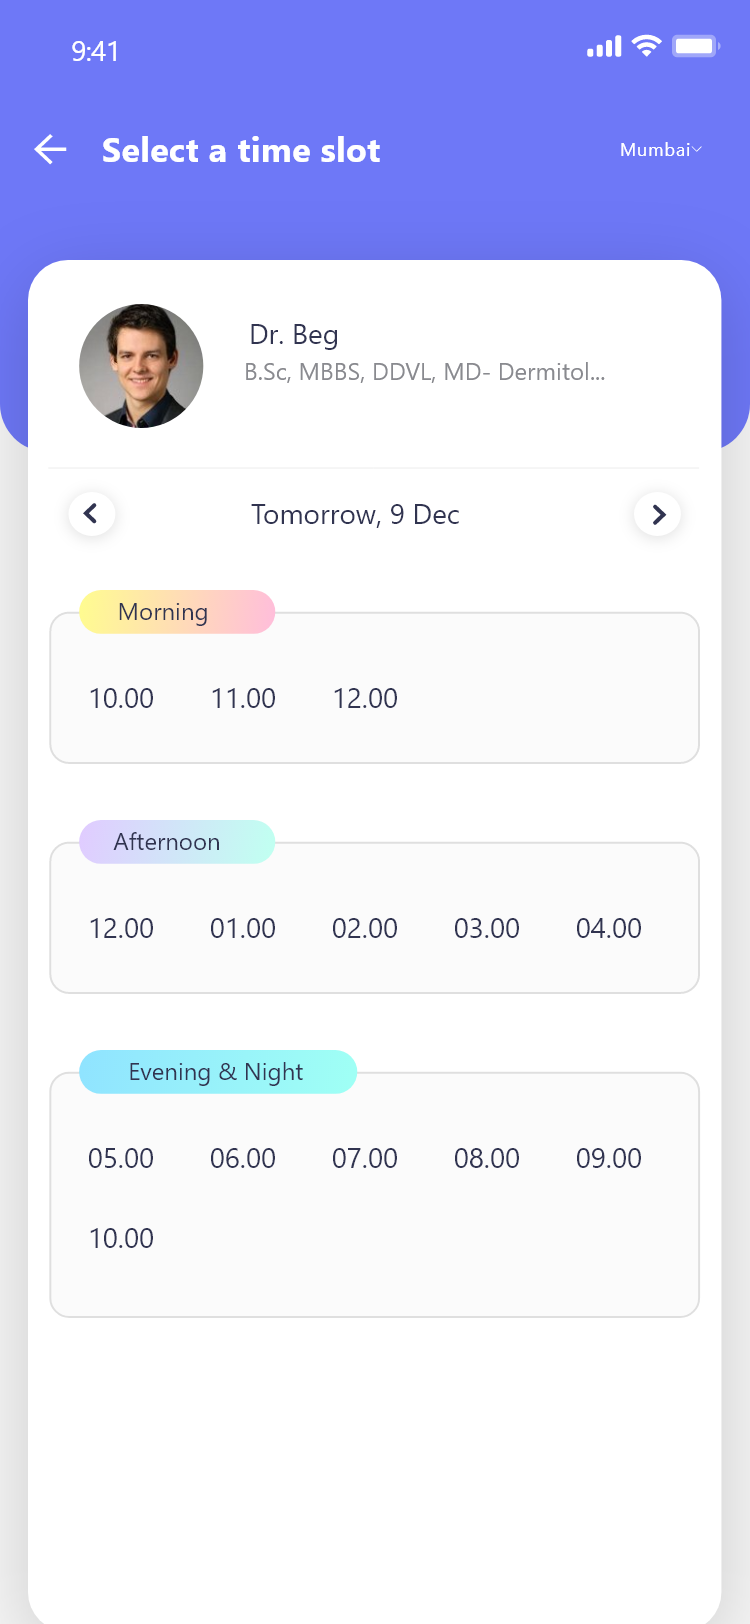 9:41
Select a time slot
Mumbai
Dr. Beg
B.Sc, MBBS, DDVL, MD- Dermitol...
Tomorrow, 9 Dec
Morning
10.00 11.00 12.00
Afternoon
12.00 01.00 02.00 03.00 04.00
Evening & Night
05.00 06.00 07.00 08.00 09.00
10.00